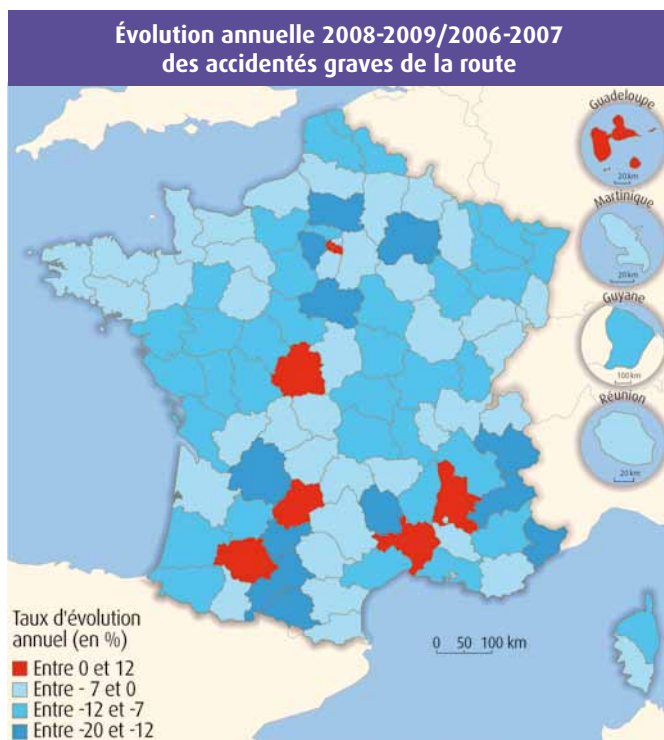 Évolution annuelle 2008-2009/2006-2007
des accidentés graves de la route
Guadeloupe
20 km
Martinique
20 km
Guyane
100 km
Réunion
20 km
Taux d'évolution
annuel (en %)
Entre 0 et 12
Entre - 7 et 0
Entre -12 et -7
Entre -20 et -12
0 50 100 km